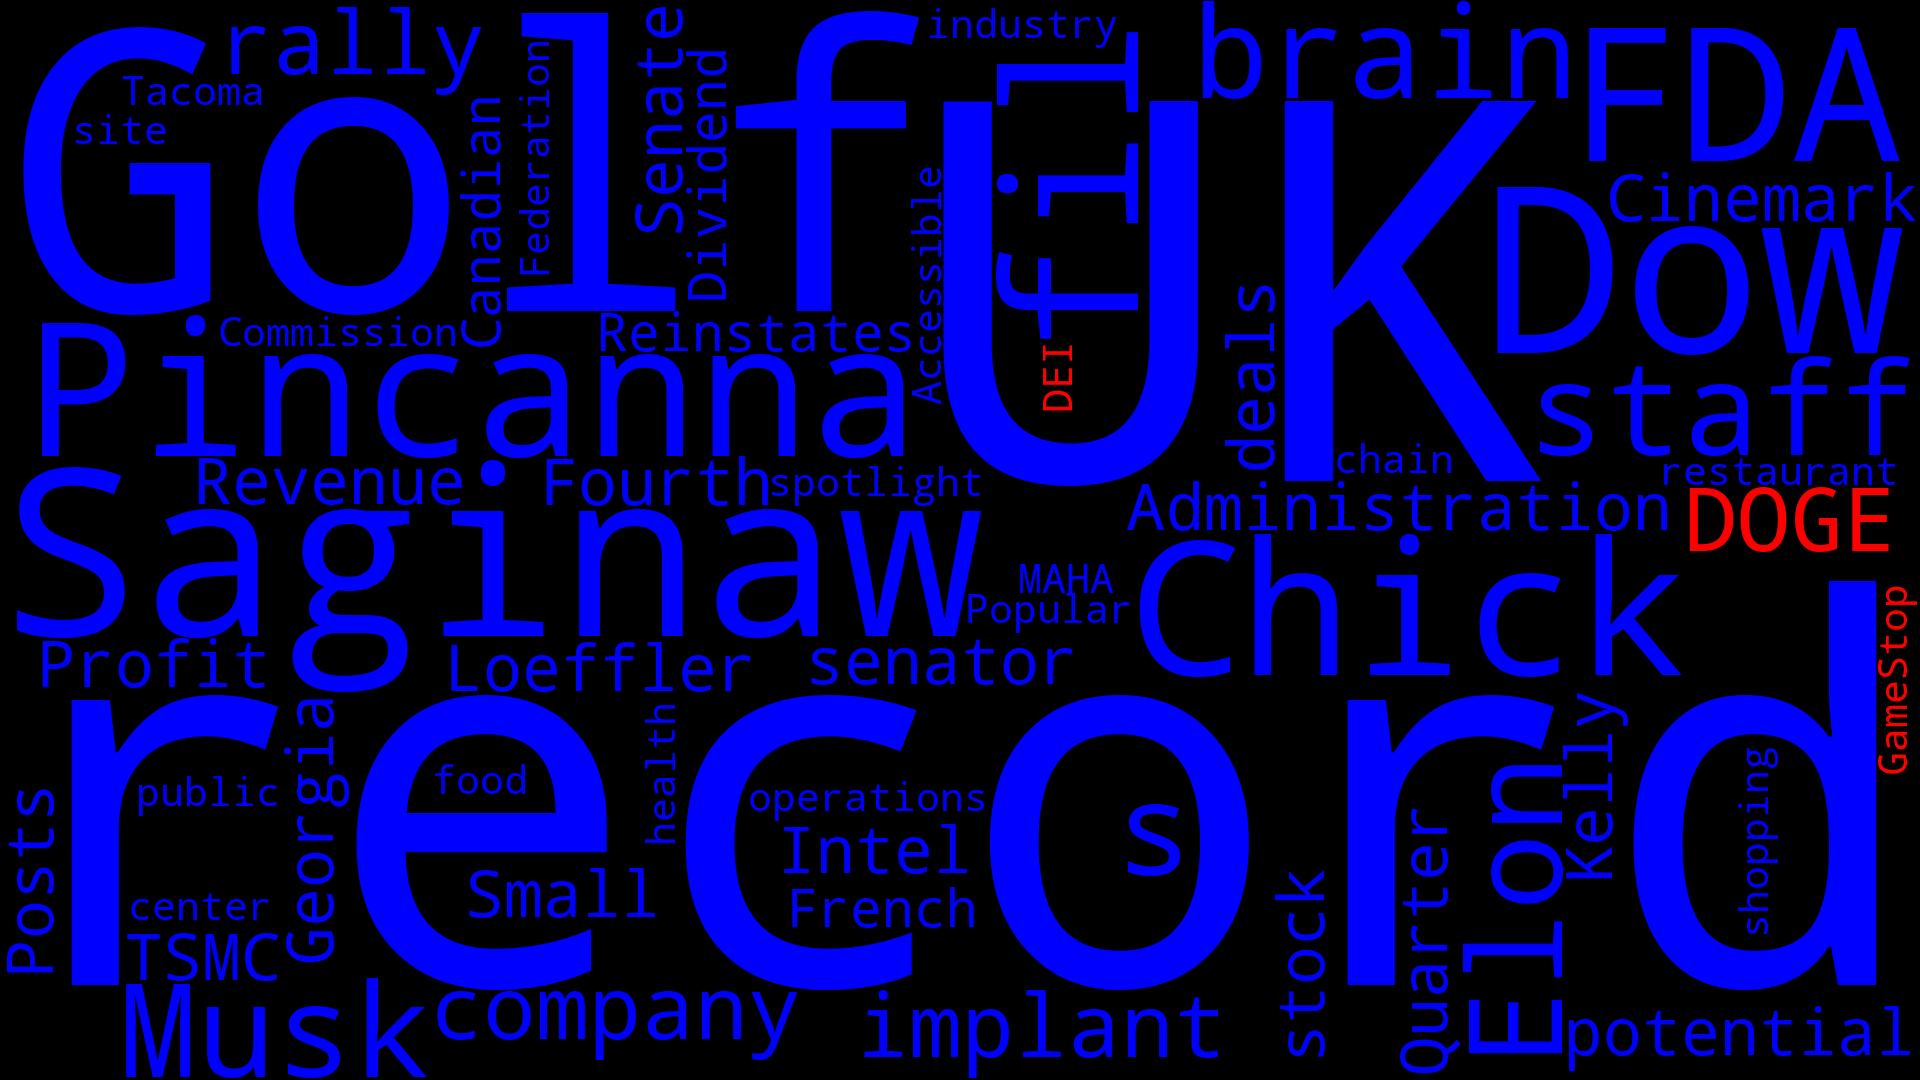 Golf
rally
Tacoma
site
Canadian
Federation
Senate
Dividend
industry
fil
brain
FDA
UK
Accessible
DEI
deals
Cinemark
DOW
Pincanna
Commission
Reinstates
staff
chain
restaurant
Revenue
Fourth
spotlight
Administration
DOGE
Saginaw
MAHA
Popular
Chick
GameStop
Profit
Loeffler
senator
record
Georgia
public
food
health
operations
Intel
French
s
Small
Posts
center
TSMC
stock
Quarter
Elon
Kelly
shopping
Musk
company
implant
potential